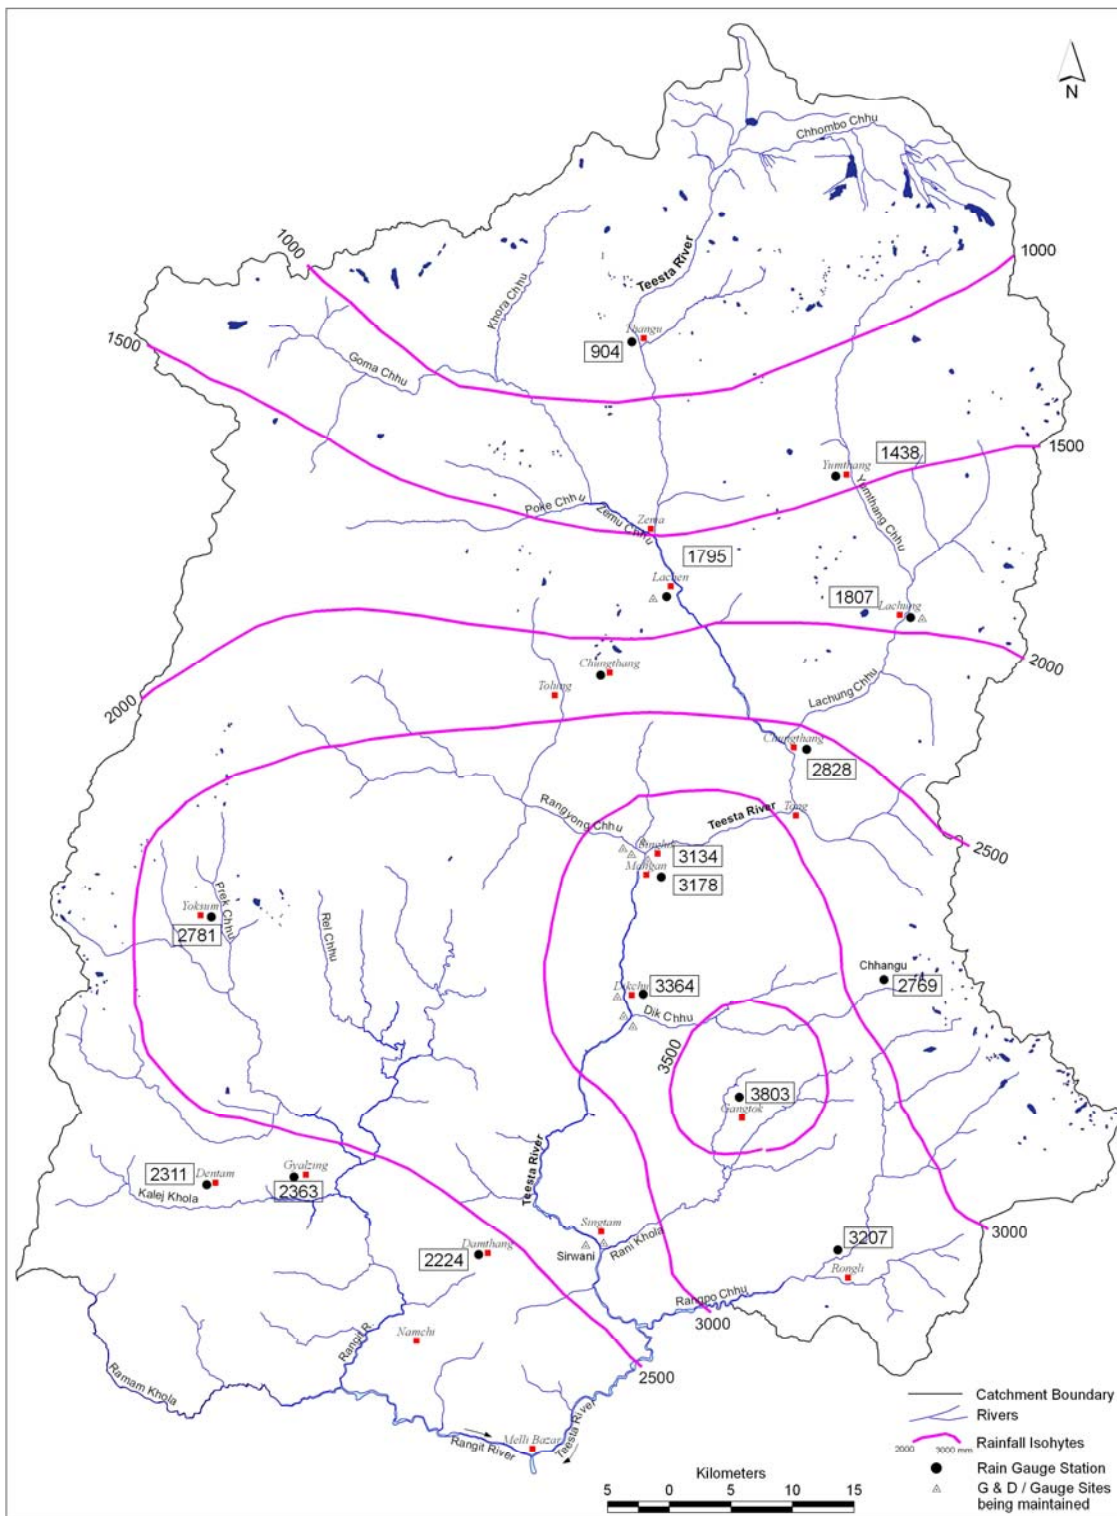 N
Chhombo Chhu
1000
Teesta River
1000
Khora Chhu
1500
Thangu
904
Goma Chhu
1500
1438
Yumthang
Yumthang Chhu
Poke Chhu
Zemu Chhu
Zema
1795
Lachen
1807
Lachung
2000
Chungthang
Lachung Chhu
Tolung
2000
Chungthang
2828
Rangyong Chhu
Teesta River
Tong
2500
3134
Mangan
3178
Prek Chhu
Yoksum
2781
Rel Chhu
Chhangu
2769
3364
Dikchu
Dik Chhu
3500
3803
Gangtok
Teesta River
2311
Dentam
Gyalzing
Kalej Khola
2363
Singtam
Sirwani
Rani Khola
3207
3000
Damthang
2224
Rongli
Rangpo Chhu
3000
Namchi
Rangit R.
2500
Ramam Khola
Rangit River
Melli Bazar
Teesta River
Catchment Boundary
Rivers
2000 3000 mm
Rainfall Isohytes
Rain Gauge Station
G & D / Gauge Sites
being maintained
Kilometers
5 0 5 10 15